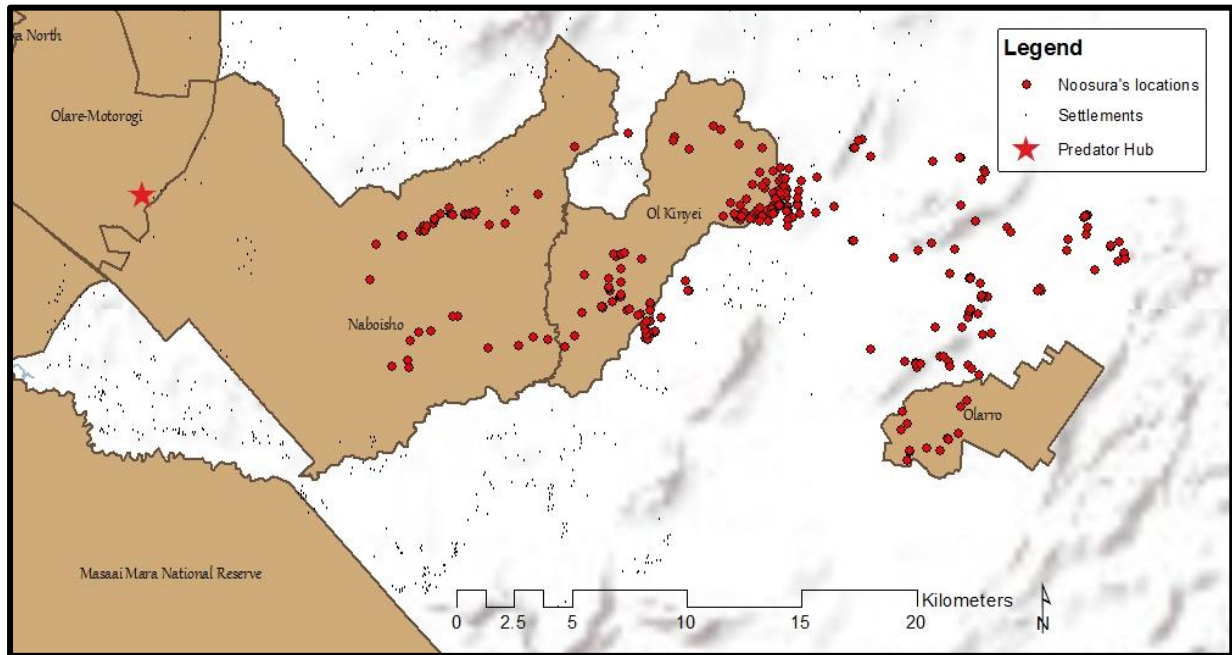 a North
Legend
Noosura's locations
Settlements
Predator Hub
Olare-Motorogi
Ol Kinyei
Naboisho
Olarro
Masaai Mara National Reserve
Kilometers
0 2.5 5 10 15 20
N